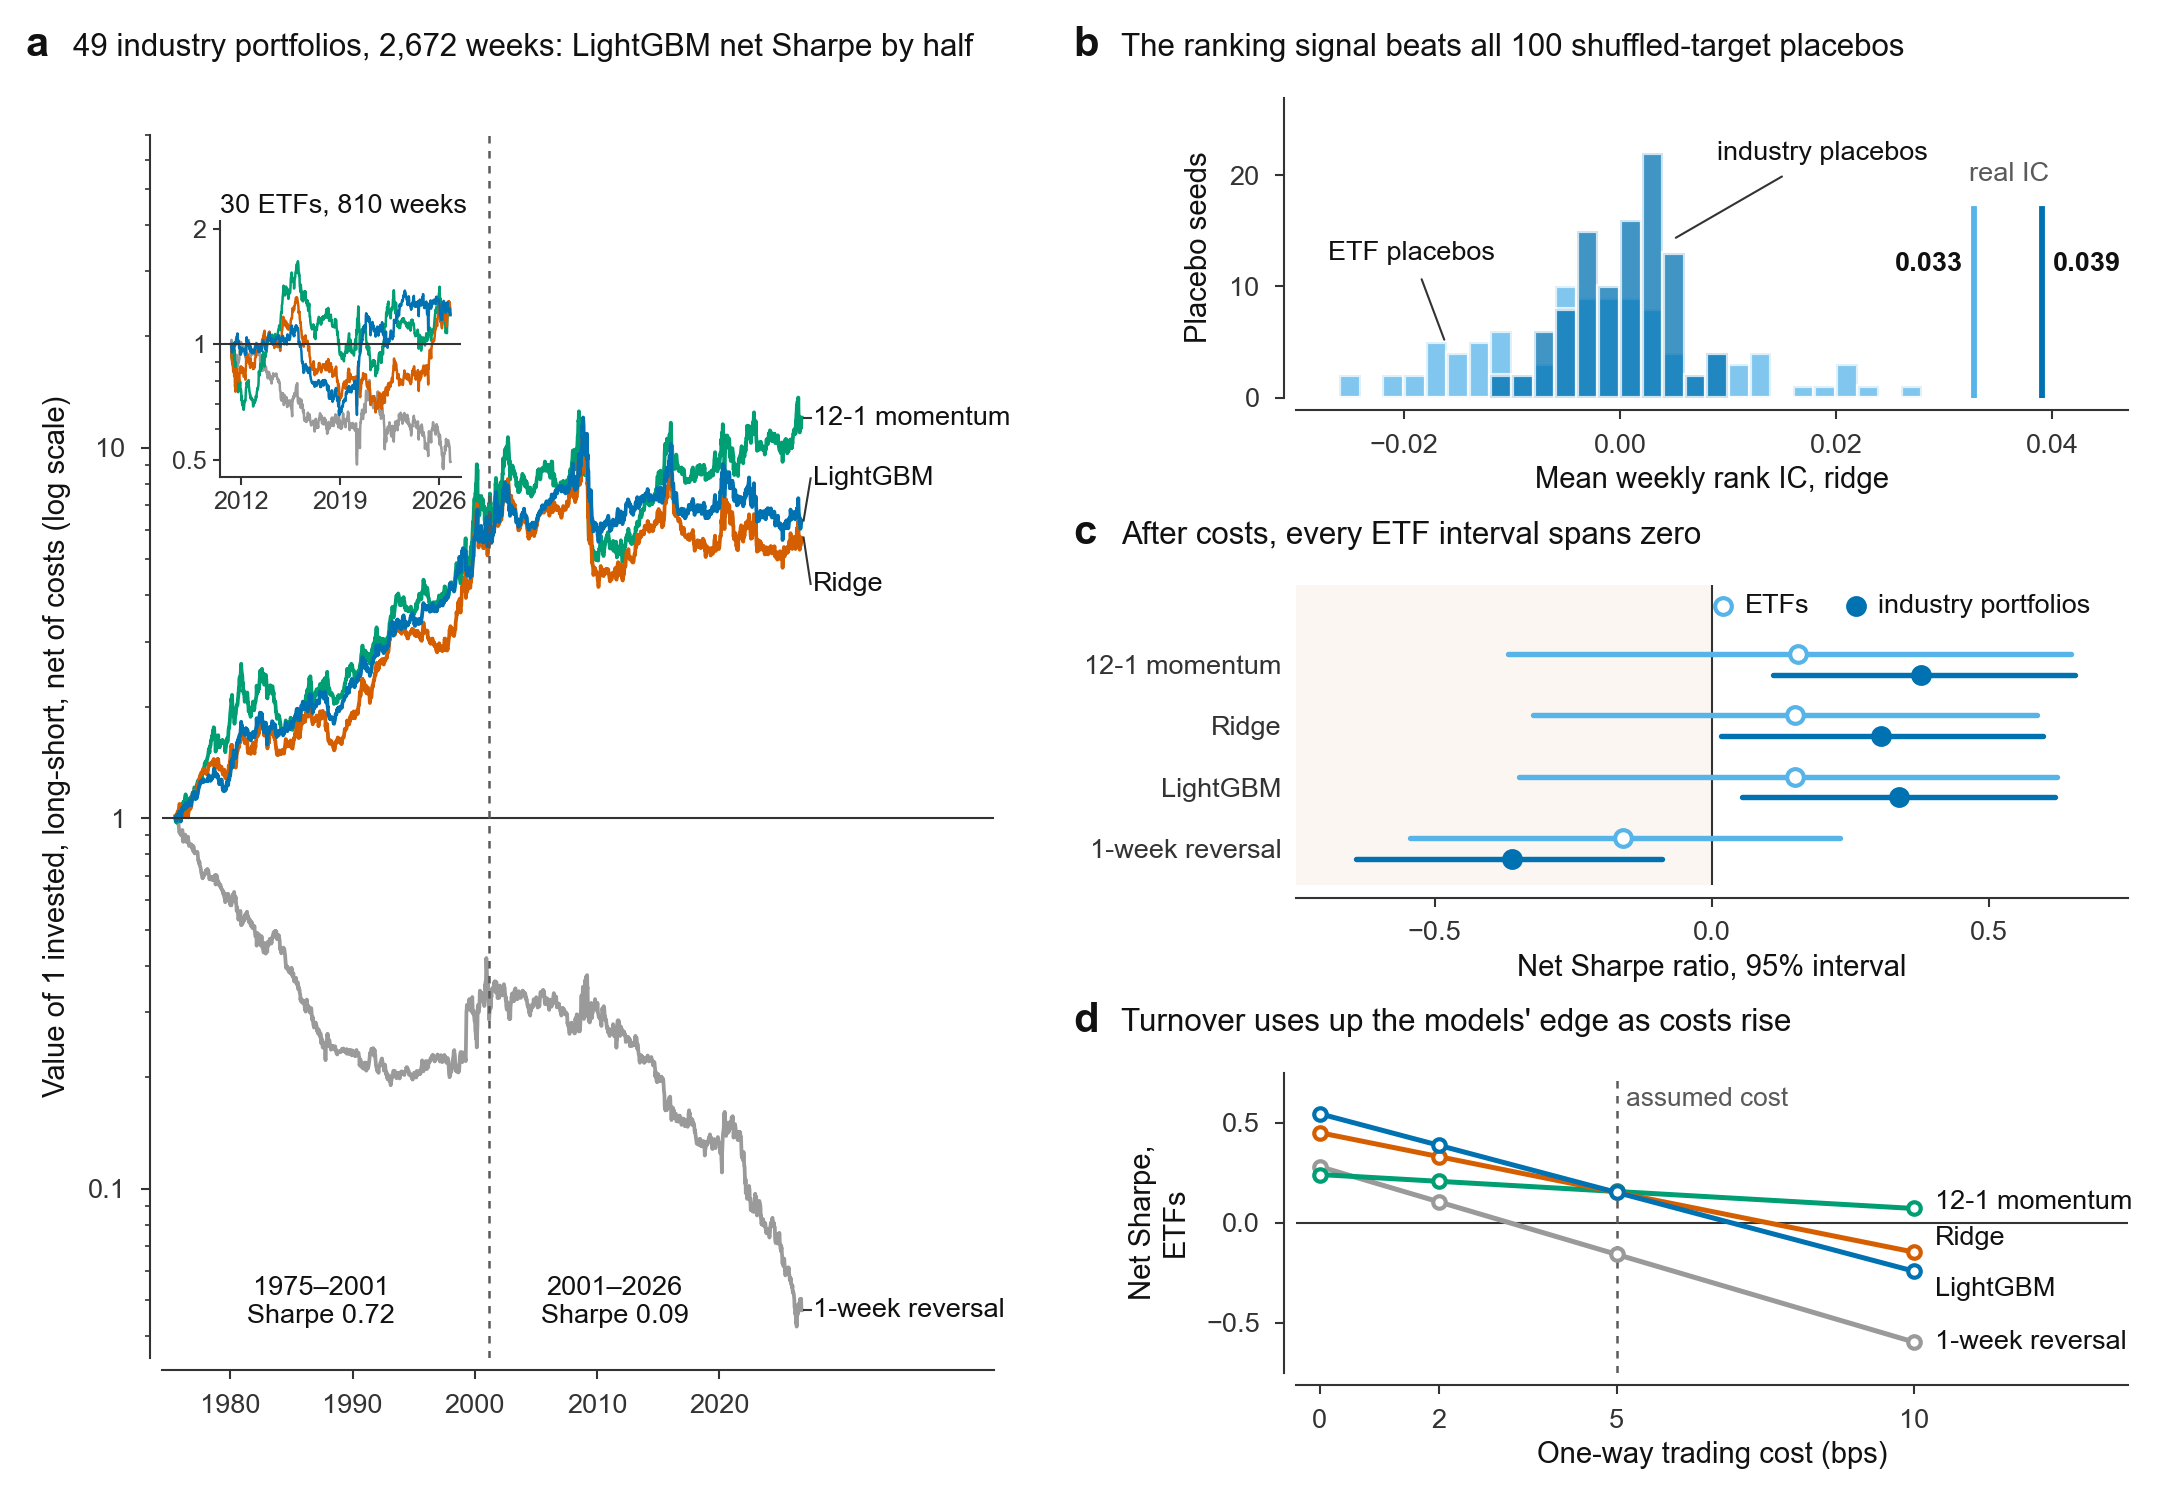 a 49 industry portfolios, 2,672 weeks: LightGBM net Sharpe by half
Value of 1 invested, long-short, net of costs (log scale)
10
1
0.1
30 ETFs, 810 weeks
2
1
0.5
2012 2019 2026
12-1 momentum
LightGBM
Ridge
1-week reversal
1975–2001
Sharpe 0.72
2001–2026
Sharpe 0.09
1980 1990 2000 2010 2020
b The ranking signal beats all 100 shuffled-target placebos
Placebo seeds
20
10
0
industry placebos
ETF placebos
real IC
0.033
0.039
−0.02 0.00 0.02 0.04
Mean weekly rank IC, ridge
c After costs, every ETF interval spans zero
ETFs industry portfolios
12-1 momentum
Ridge
LightGBM
1-week reversal
−0.5 0.0 0.5
Net Sharpe ratio, 95% interval
d Turnover uses up the models' edge as costs rise
Net Sharpe,
ETFs
0.5
0.0
−0.5
assumed cost
12-1 momentum
Ridge
LightGBM
1-week reversal
0 2 5 10
One-way trading cost (bps)